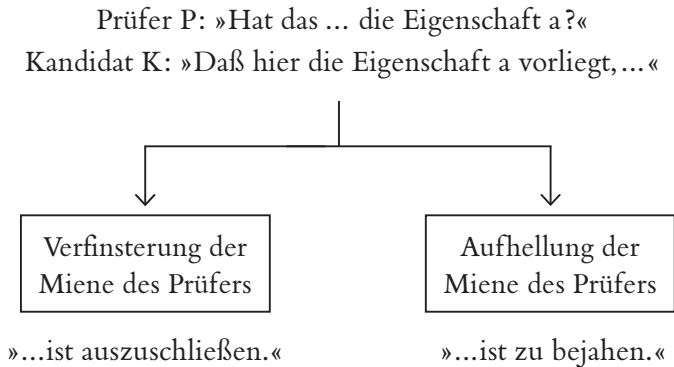 Prüfer P: »Hat das ... die Eigenschaft a?«
Kandidat K: »Daß hier die Eigenschaft a vorliegt,...«
Verfinsterung der
Miene des Prüfers
Aufhellung der
Miene des Prüfers
»...ist auszuschließen.«
»...ist zu bejahen.«